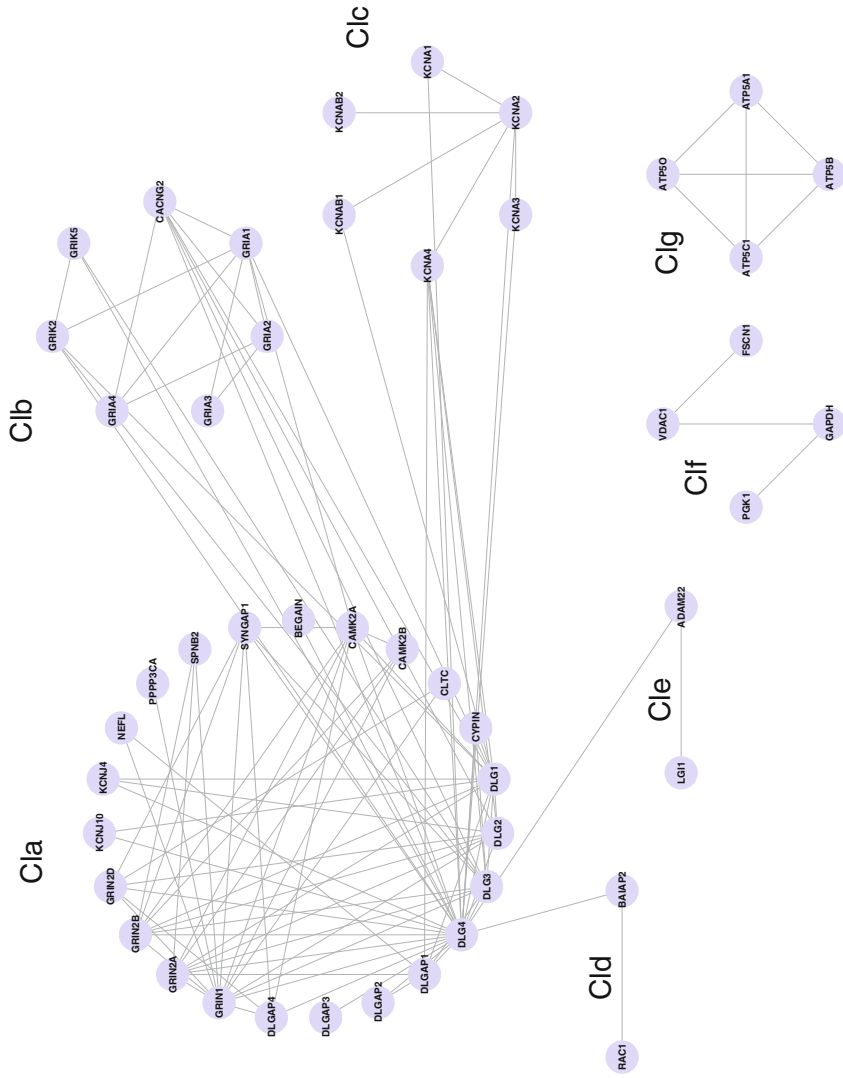 Cla
KCNJ10
KCNJ4
NEFL
PPPP3CA
SPNB2
SYNGAP1
BEGAIN
CAMK2A
CAMK2B
CLTC
CYPIN
DLG1
DLG2
DLG3
DLG4
DLGAP1
DLGAP2
DLGAP3
DLGAP4
GRIN1
GRIN2A
GRIN2B
GRIN2D
Clb
GRIK2
GRIK5
CACNG2
GRIA1
GRIA2
GRIA3
GRIA4
Clc
KCNAB2
KCNA1
KCNAB1
KCNA2
KCNA4
KCNA3
Cld
RAC1
BAIAP2
Cle
LGI1
ADAM22
Clf
VDAC1
FSCN1
PGK1
GAPDH
Clg
ATP5O
ATP5A1
ATP5C1
ATP5B